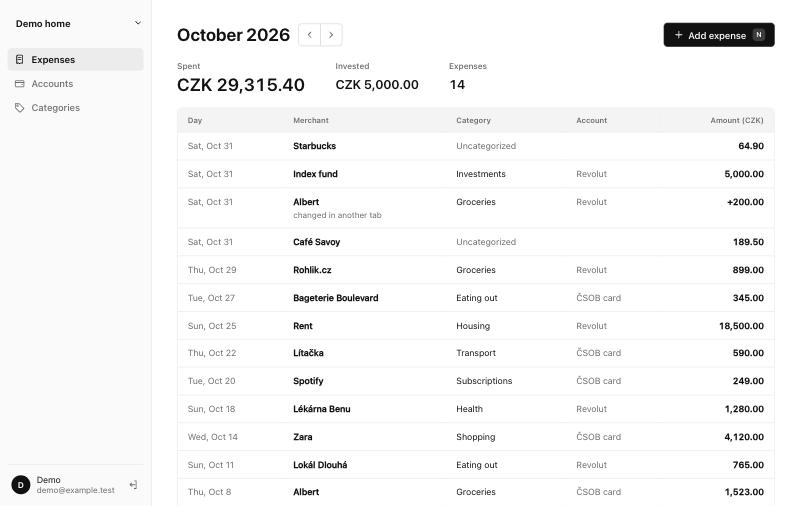 Demo home
Expenses
Accounts
Categories
Demo
demo@example.test
D
October 2026
Add expense N
Spent Invested Expenses
CZK 29,315.40 CZK 5,000.00 14
Day Merchant Category Account Amount (CZK)
Sat, Oct 31 Starbucks Uncategorized 64.90
Sat, Oct 31 Index fund Investments Revolut 5,000.00
Sat, Oct 31 Albert Groceries Revolut +200.00
changed in another tab
Sat, Oct 31 Café Savoy Uncategorized 189.50
Thu, Oct 29 Rohlik.cz Groceries Revolut 899.00
Tue, Oct 27 Bageterie Boulevard Eating out ČSOB card 345.00
Sun, Oct 25 Rent Housing Revolut 18,500.00
Thu, Oct 22 Lítačka Transport ČSOB card 590.00
Tue, Oct 20 Spotify Subscriptions ČSOB card 249.00
Sun, Oct 18 Lékárna Benu Health Revolut 1,280.00
Wed, Oct 14 Zara Shopping ČSOB card 4,120.00
Sun, Oct 11 Lokál Dlouhá Eating out Revolut 765.00
Thu, Oct 8 Albert Groceries ČSOB card 1,523.00